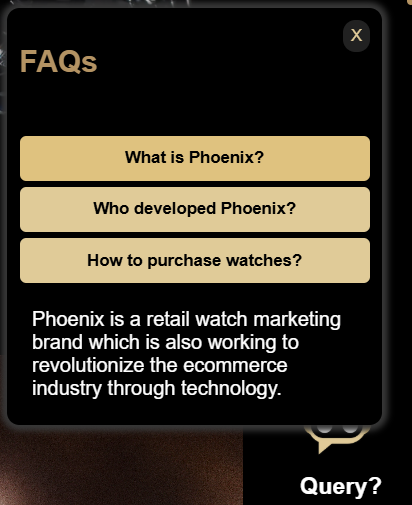 X
FAQs
What is Phoenix?
Who developed Phoenix?
How to purchase watches?
Phoenix is a retail watch marketing
brand which is also working to
revolutionize the ecommerce
industry through technology.
Query?